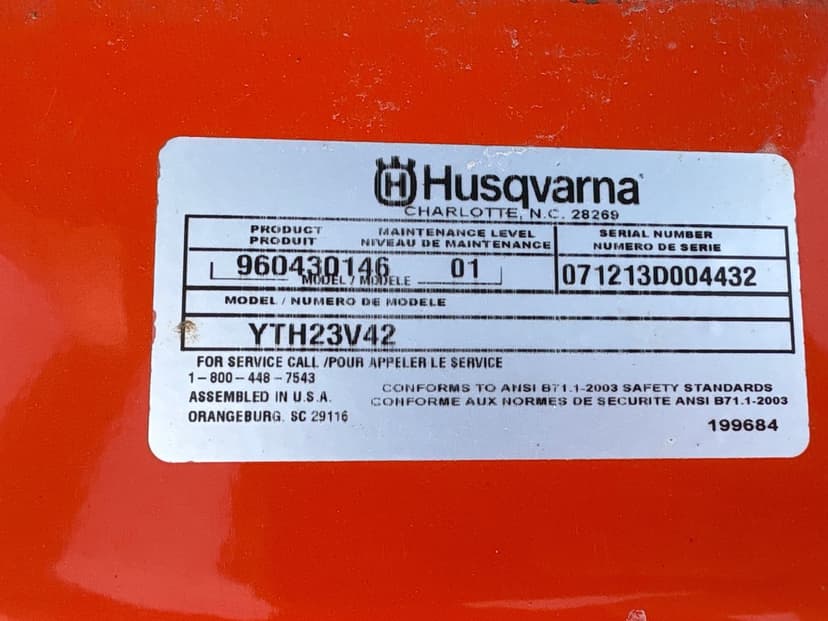 Husqvarna
CHARLOTTE, N.C. 28269
PRODUCT MAINTENANCE LEVEL SERIAL NUMBER
PRODUIT NIVEAU DE MAINTENANCE NUMERO DE SERIE
960430146 01 071213D004432
MODEL / MODELE
MODEL / NUMERO DE MODELE
YTH23V42
FOR SERVICE CALL /POUR APPELER LE SERVICE
1-800-448-7543
CONFORMS TO ANSI B71.1-2003 SAFETY STANDARDS
ASSEMBLED IN U.S.A.
CONFORME AUX NORMES DE SECURITE ANSI B71.1-2003
ORANGEBURG. SC 29116
199684